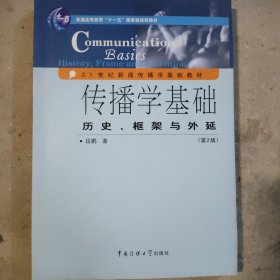 普通高等教育“十一五”国家级规划教材
Communication
Basics
History, Frame and Extention
21世纪新闻传播学基础教材
传播学基础
历史、框架与外延
段鹏 著
(第2版)
中国传媒大学出版社